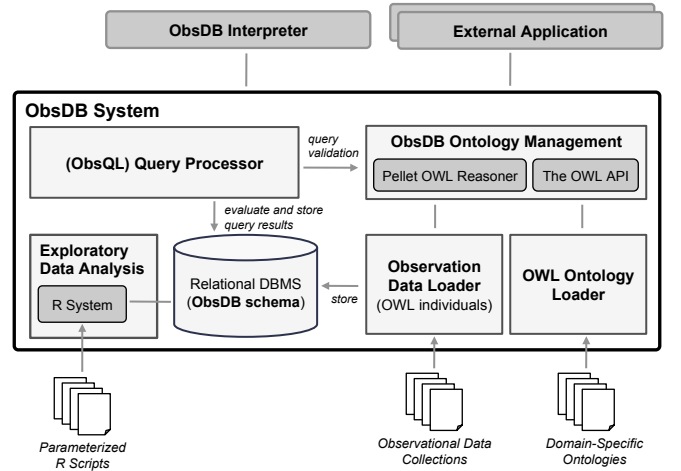 ObsDB Interpreter
External Application
ObsDB System
(ObsQL) Query Processor
query
validation
ObsDB Ontology Management
Pellet OWL Reasoner
The OWL API
evaluate and store
query results
Exploratory
Data Analysis
R System
Relational DBMS
(ObsDB schema)
store
Observation
Data Loader
(OWL individuals)
OWL Ontology
Loader
Parameterized
R Scripts
Observational Data
Collections
Domain-Specific
Ontologies